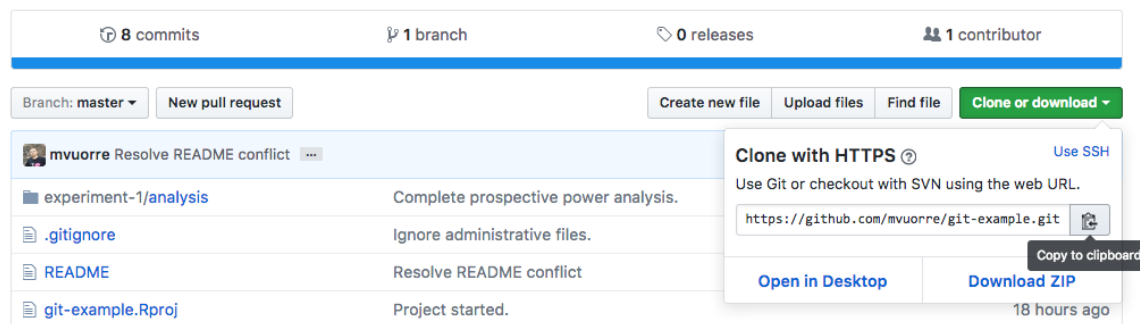 8 commits 1 branch 0 releases 1 contributor
Branch: master New pull request Create new file Upload files Find file Clone or download
mvuorre Resolve README conflict ...
Clone with HTTPS ? Use SSH
Use Git or checkout with SVN using the web URL.
https://github.com/mvuorre/git-example.git
Copy to clipboard
Open in Desktop Download ZIP
experiment-1/analysis Complete prospective power analysis.
.gitignore Ignore administrative files.
README Resolve README conflict
git-example.Rproj Project started. 18 hours ago